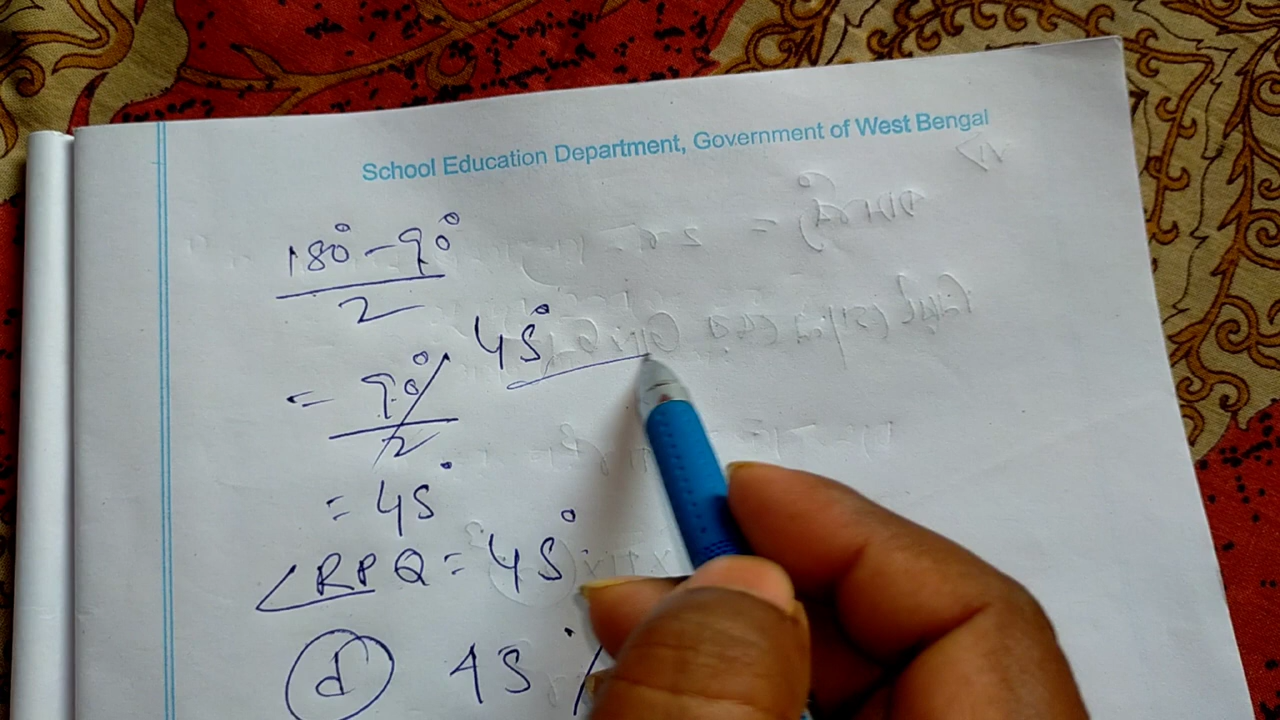 School Education Department, Government of West Bengal
180° - 90°
2
45°
= 90°
2
= 45°
∠RPQ = 45°
d 45°